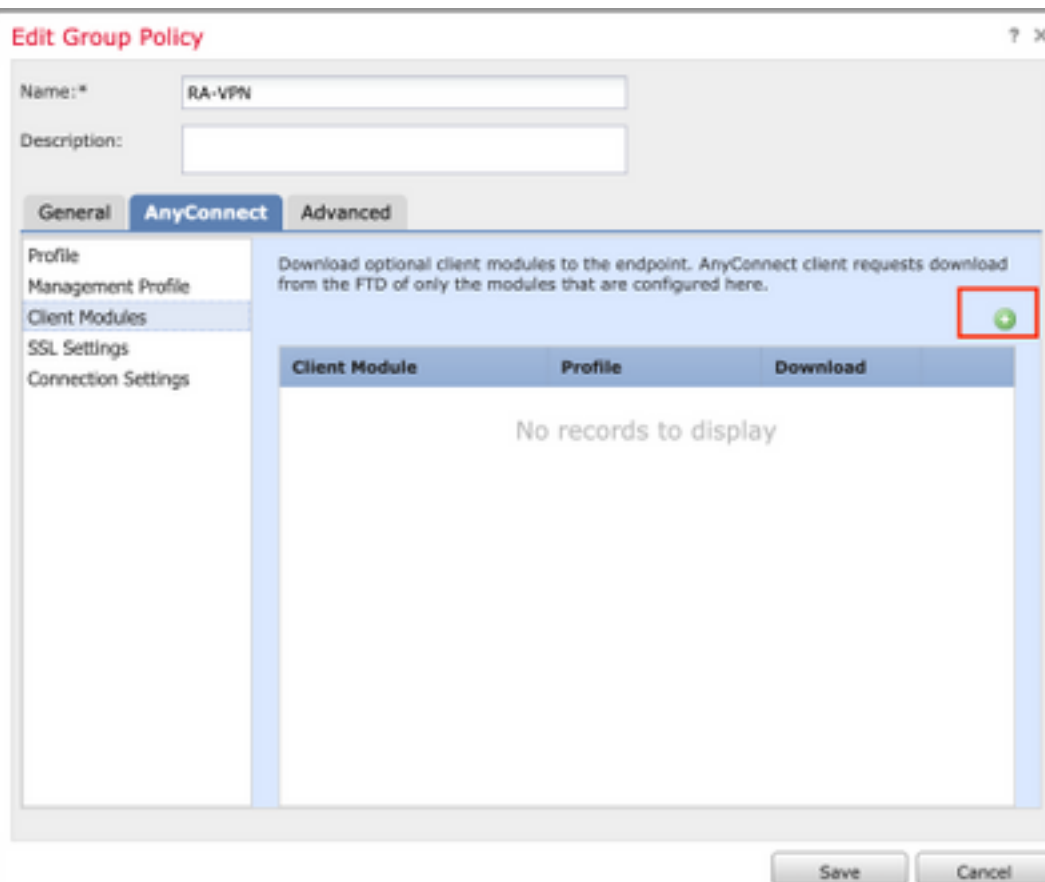 Edit Group Policy
? X
Name:* RA-VPN
Description:
General AnyConnect Advanced
Profile
Management Profile
Client Modules
SSL Settings
Connection Settings
Download optional client modules to the endpoint. AnyConnect client requests download
from the FTD of only the modules that are configured here.
Client Module Profile Download
No records to display
Save Cancel